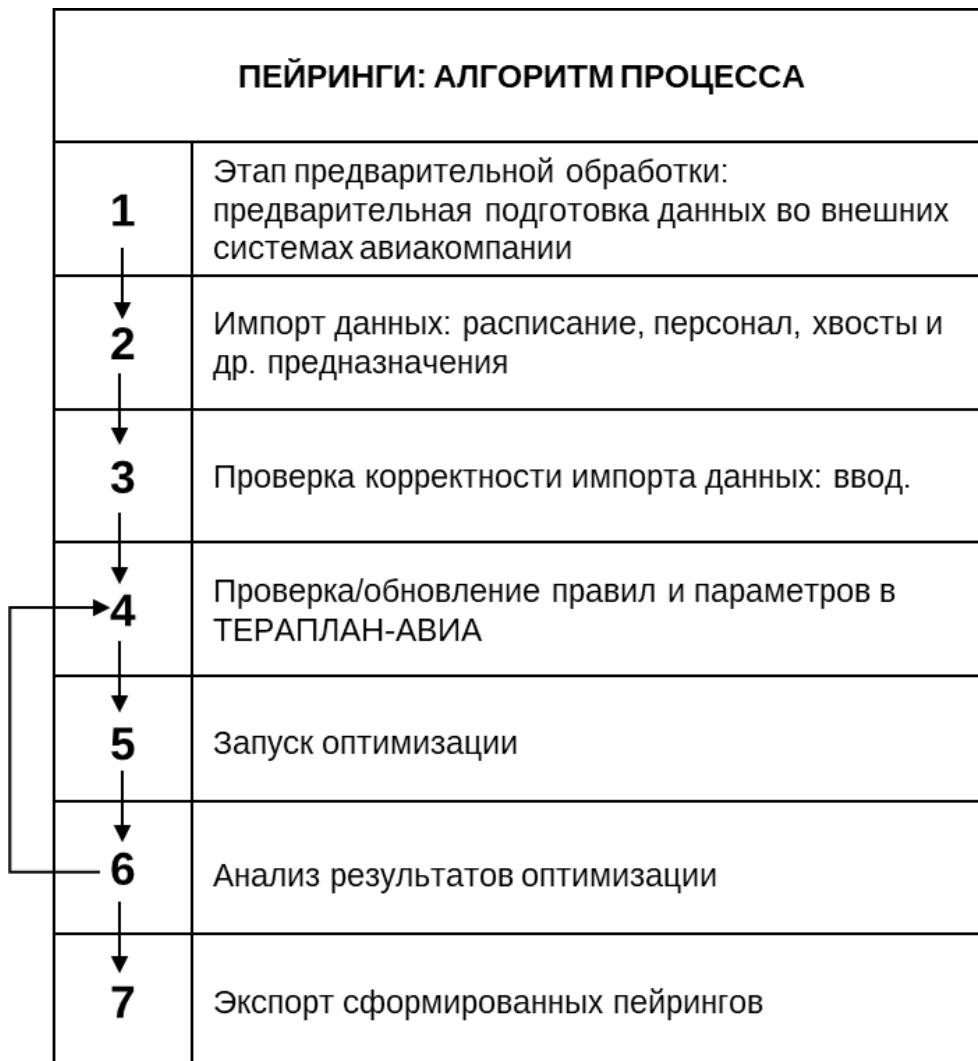 ПЕЙРИНГИ: АЛГОРИТМ ПРОЦЕССА
1
Этап предварительной обработки:
предварительная подготовка данных во внешних
системах авиакомпании
2
Импорт данных: расписание, персонал, хвосты и
др. предназначения
3
Проверка корректности импорта данных: ввод.
4
Проверка/обновление правил и параметров в
ТЕРАПЛАН-АВИА
5
Запуск оптимизации
6
Анализ результатов оптимизации
7
Экспорт сформированных пейрингов